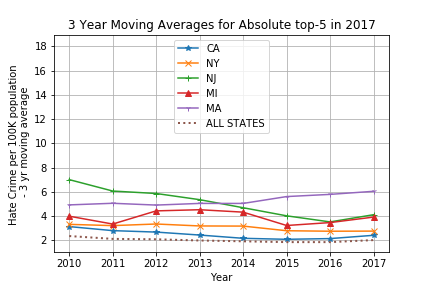 3 Year Moving Averages for Absolute top-5 in 2017
Hate Crime per 100K population
- 3 yr moving average
18
16
14
12
10
8
6
4
2
CA
NY
NJ
MI
MA
ALL STATES
2010 2011 2012 2013 2014 2015 2016 2017
Year